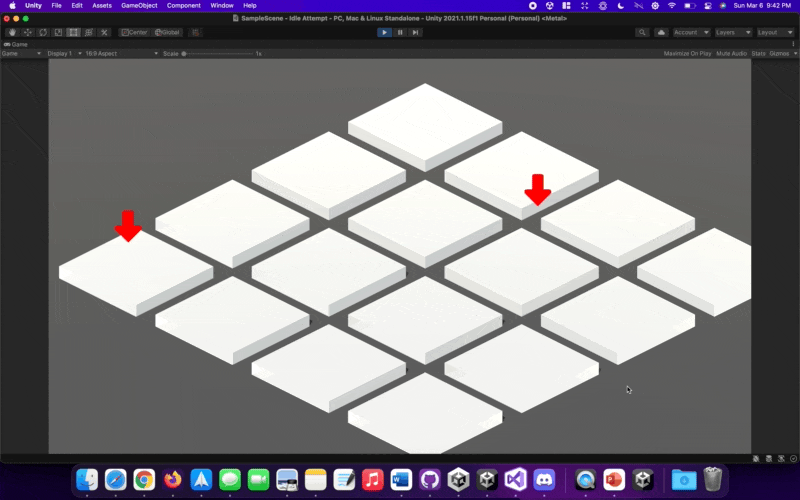 Unity File Edit Assets GameObject Component Window Help Sun Mar 6 9:42 PM
SampleScene - Idle Attempt - PC, Mac & Linux Standalone - Unity 2021.1.15f1 Personal (Personal) <Metal>
Center Global Account Layers Layout
Game
Game Display 1 16:9 Aspect Scale 1s Maximize On Play Mute Audio Stats Gizmos